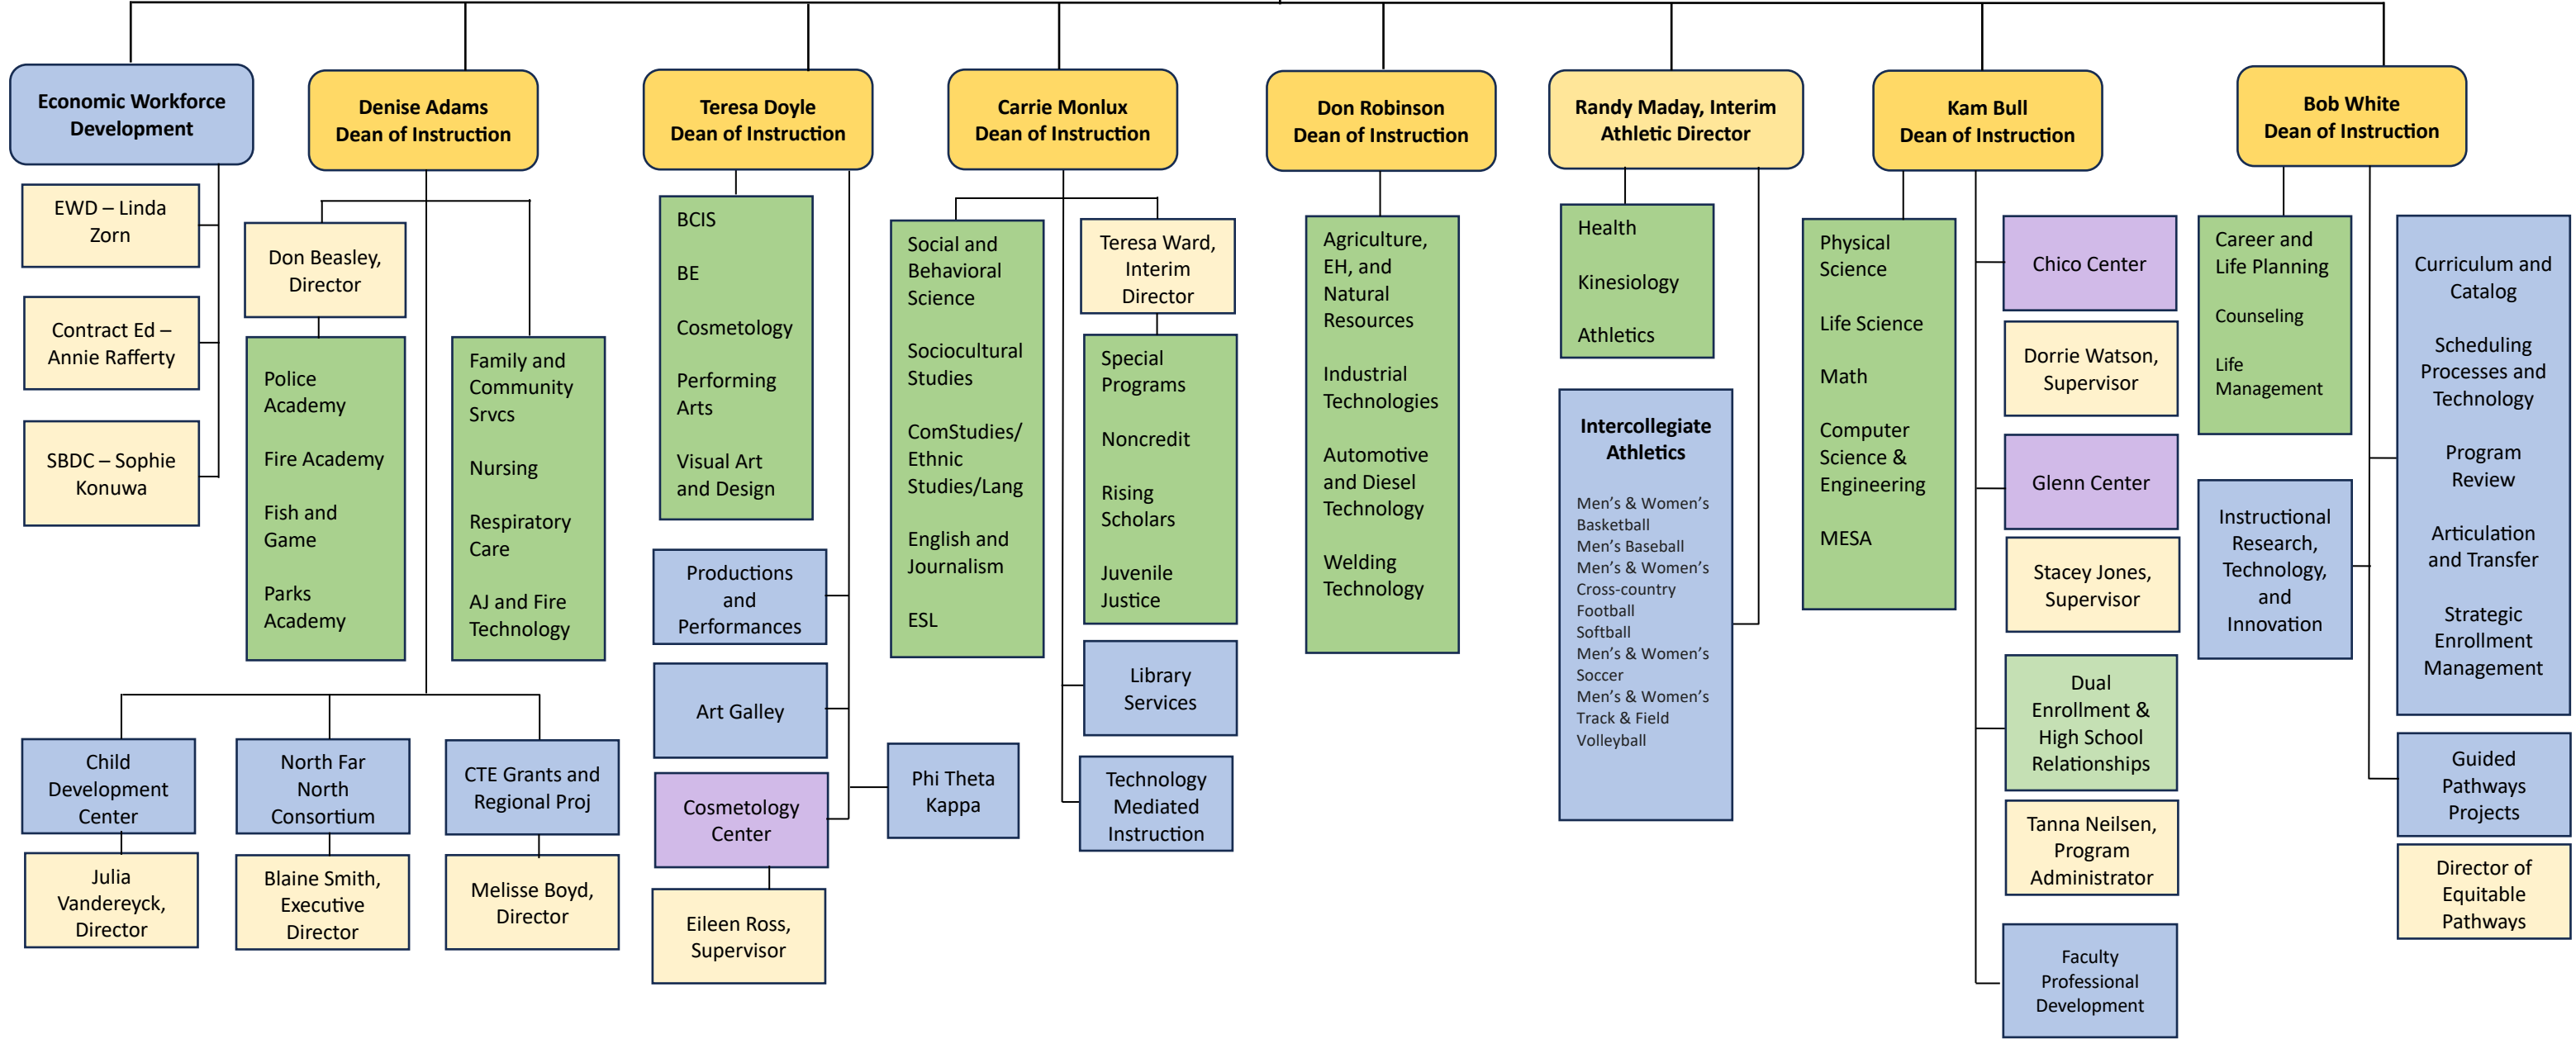 Economic Workforce
Development
EWD – Linda
Zorn
Contract Ed –
Annie Rafferty
SBDC – Sophie
Konuwa
Denise Adams
Dean of Instruction
Don Beasley,
Director
Police
Academy
Fire Academy
Fish and
Game
Parks
Academy
Family and
Community
Srvcs
Nursing
Respiratory
Care
AJ and Fire
Technology
Child
Development
Center
Julia
Vandereyck,
Director
North Far
North
Consortium
Blaine Smith,
Executive
Director
CTE Grants and
Regional Proj
Melisse Boyd,
Director
Teresa Doyle
Dean of Instruction
BCIS
BE
Cosmetology
Performing
Arts
Visual Art
and Design
Productions
and
Performances
Art Galley
Cosmetology
Center
Eileen Ross,
Supervisor
Phi Theta
Kappa
Carrie Monlux
Dean of Instruction
Social and
Behavioral
Science
Sociocultural
Studies
ComStudies/
Ethnic
Studies/Lang
English and
Journalism
ESL
Teresa Ward,
Interim
Director
Special
Programs
Noncredit
Rising
Scholars
Juvenile
Justice
Library
Services
Technology
Mediated
Instruction
Don Robinson
Dean of Instruction
Agriculture,
EH, and
Natural
Resources
Industrial
Technologies
Automotive
and Diesel
Technology
Welding
Technology
Randy Maday, Interim
Athletic Director
Health
Kinesiology
Athletics
Intercollegiate
Athletics
Men's & Women's
Basketball
Men's Baseball
Men's & Women's
Cross-country
Football
Softball
Men's & Women's
Soccer
Men's & Women's
Track & Field
Volleyball
Kam Bull
Dean of Instruction
Physical
Science
Life Science
Math
Computer
Science &
Engineering
MESA
Chico Center
Dorrie Watson,
Supervisor
Glenn Center
Stacey Jones,
Supervisor
Dual
Enrollment &
High School
Relationships
Tanna Neilsen,
Program
Administrator
Faculty
Professional
Development
Bob White
Dean of Instruction
Career and
Life Planning
Counseling
Life
Management
Instructional
Research,
Technology,
and
Innovation
Curriculum and
Catalog
Scheduling
Processes and
Technology
Program
Review
Articulation
and Transfer
Strategic
Enrollment
Management
Guided
Pathways
Projects
Director of
Equitable
Pathways